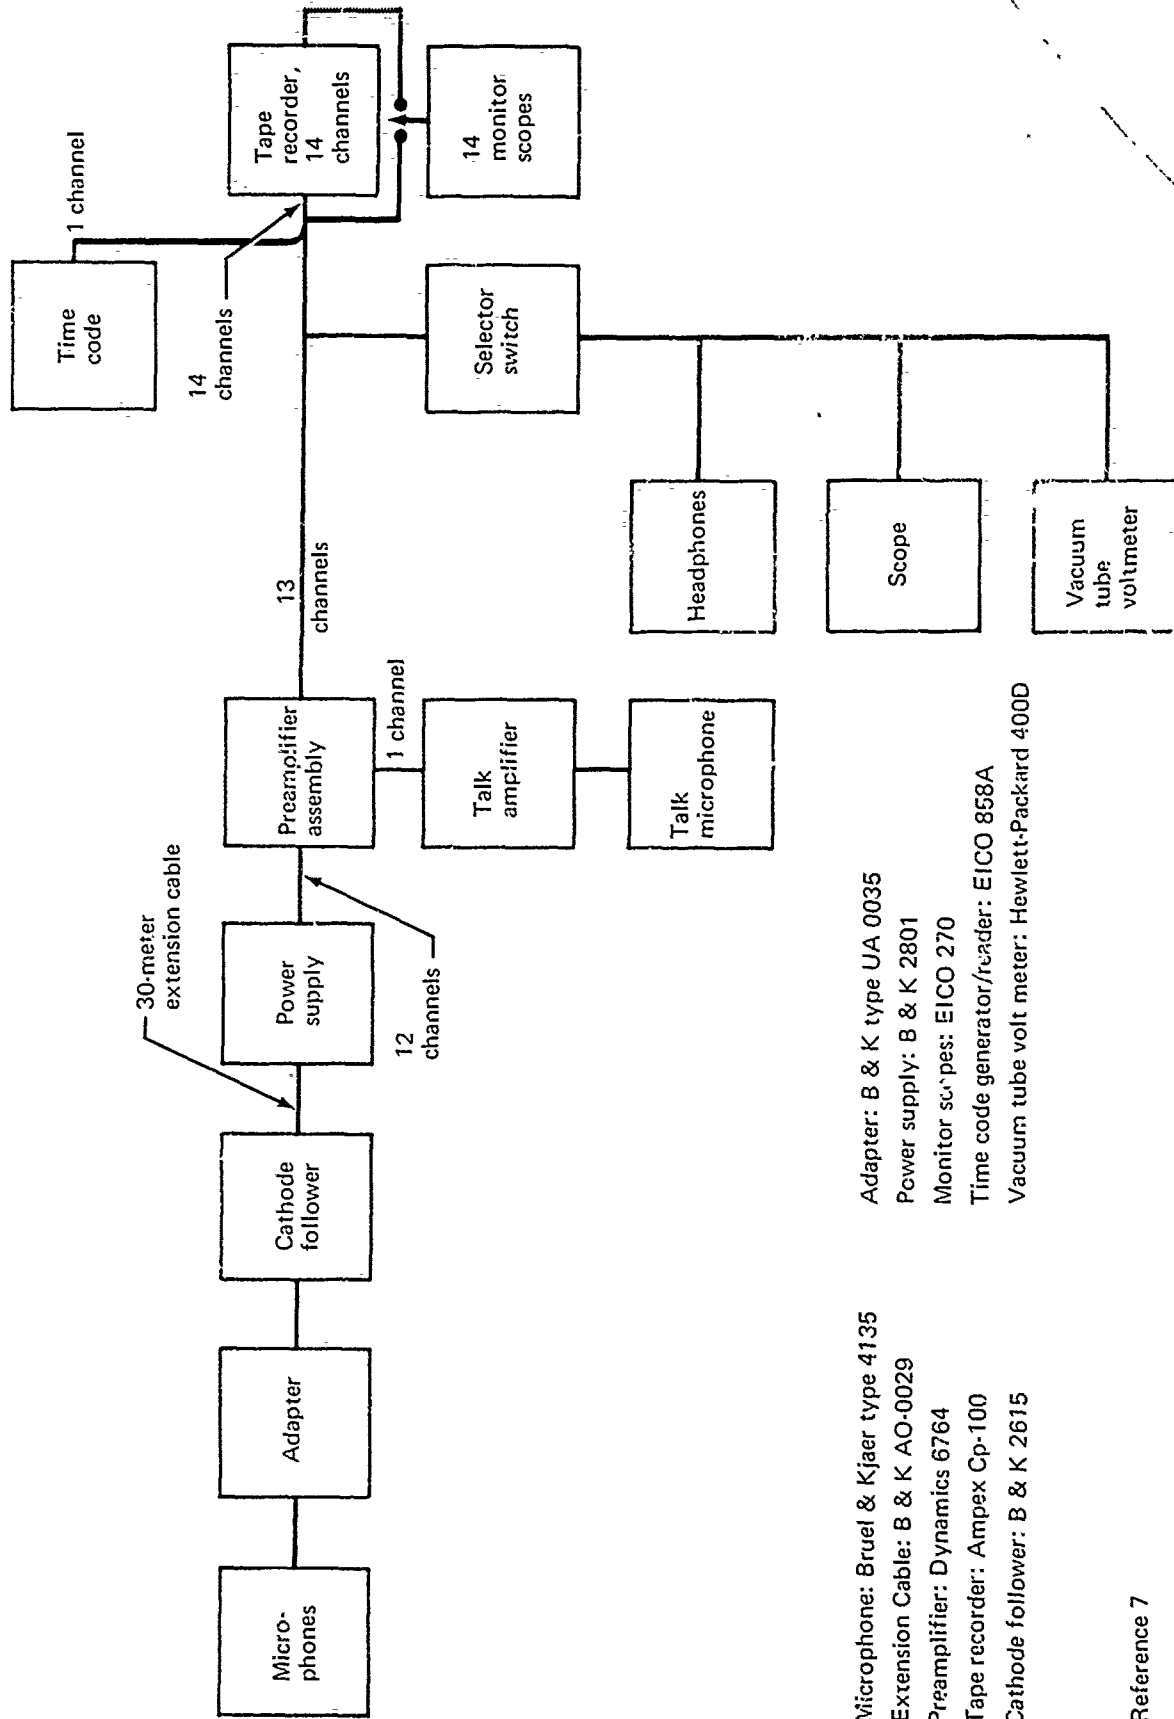 Micro-
phones
Adapter
Cathode
follower
30-meter
extension cable
Power
supply
12
channels
Preamplifier
assembly
1 channel
Talk
amplifier
Talk
microphone
13
channels
Time
code
1 channel
14
channels
Tape
recorder,
14
channels
14
monitor
scopes
Selector
switch
Headphones
Scope
Vacuum
tube
voltmeter
Microphone: Bruel & Kjaer type 4135
Extension Cable: B & K AO-0029
Preamplifier: Dynamics 6764
Tape recorder: Ampex Cp-100
Cathode follower: B & K 2615
Adapter: B & K type UA 0035
Power supply: B & K 2801
Monitor scopes: EICO 270
Time code generator/reader: EICO 858A
Vacuum tube volt meter: Hewlett-Packard 400D
Reference 7